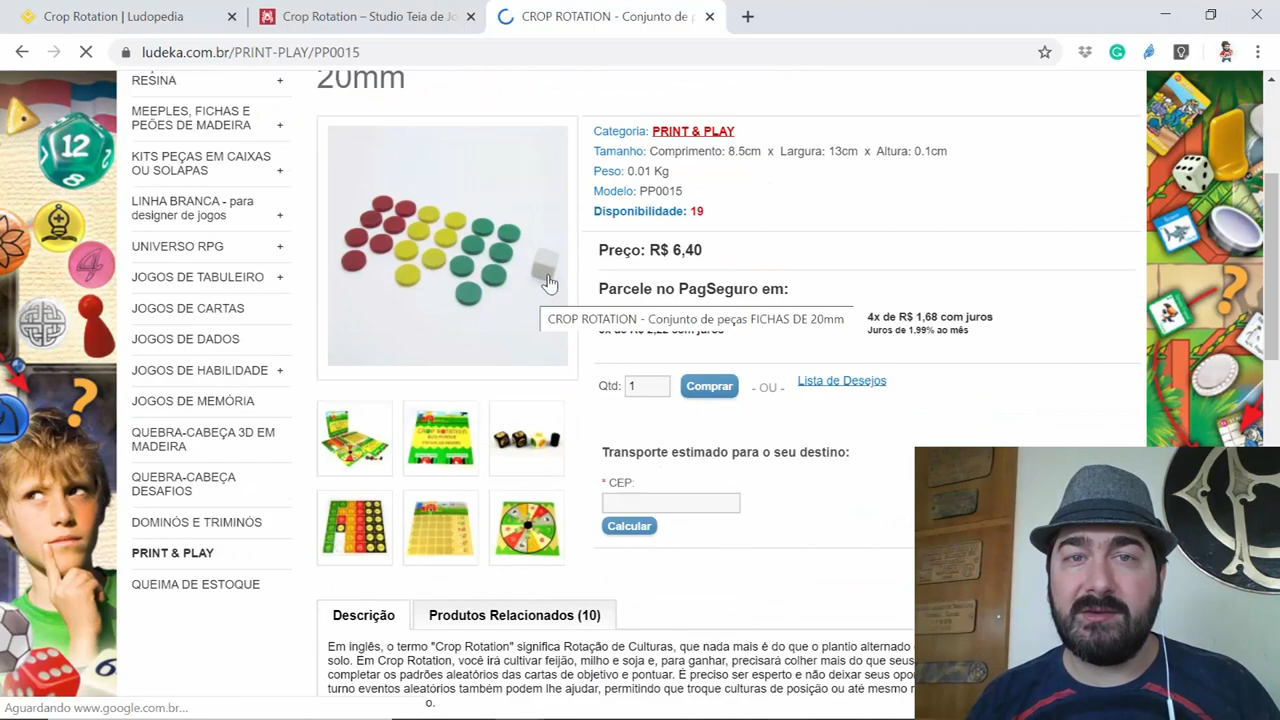 Crop Rotation | Ludopedia
Crop Rotation – Studio Teia de Jo
CROP ROTATION - Conjunto de p
ludeka.com.br/PRINT-PLAY/PP0015
RESINA
+
MEEPLES, FICHAS E
PEÕES DE MADEIRA
+
KITS PEÇAS EM CAIXAS
OU SOLAPAS
+
LINHA BRANCA - para
designer de jogos
+
UNIVERSO RPG
+
JOGOS DE TABULEIRO
+
JOGOS DE CARTAS
JOGOS DE DADOS
JOGOS DE HABILIDADE
+
JOGOS DE MEMÓRIA
QUEBRA-CABEÇA 3D EM
MADEIRA
QUEBRA-CABEÇA
DESAFIOS
DOMINÓS E TRIMINÓS
PRINT & PLAY
QUEIMA DE ESTOQUE
20mm
Categoria: PRINT & PLAY
Tamanho: Comprimento: 8.5cm x Largura: 13cm x Altura: 0.1cm
Peso: 0.01 Kg
Modelo: PP0015
Disponibilidade: 19
Preço: R$ 6,40
Parcele no PagSeguro em:
CROP ROTATION - Conjunto de peças FICHAS DE 20mm
4x de R$ 1,68 com juros
Juros de 1.99% ao mês
Qtd: 1
Comprar
- OU -
Lista de Desejos
Transporte estimado para o seu destino:
* CEP:
Calcular
CROP ROTATION
Descrição
Produtos Relacionados (10)
Em inglês, o termo "Crop Rotation" significa Rotação de Culturas, que nada mais é do que o plantio alternado
solo. Em Crop Rotation, você irá cultivar feijão, milho e soja e, para ganhar, precisará colher mais do que seus
completar os padrões aleatórios das cartas de objetivo e pontuar. É preciso ser esperto e não deixar seus opo
turno eventos aleatórios também podem lhe ajudar, permitindo que troque culturas de posição ou até mesmo r
o.
Aguardando www.google.com.br...
12
4
?
6
?